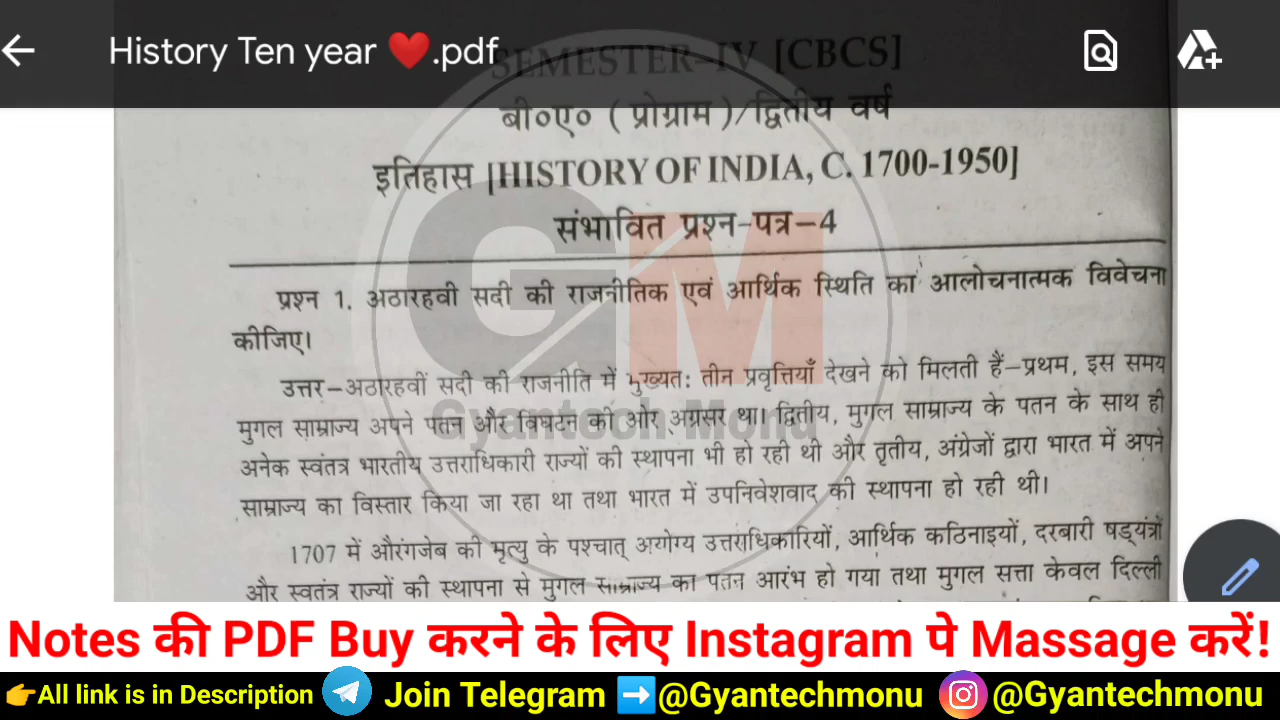 History Ten year ❤️.pdf
SEMESTER–IV [CBCS]
बी०ए० ( प्रोग्राम )/द्वितीय वर्ष
इतिहास [HISTORY OF INDIA, C. 1700-1950]
संभावित प्रश्न-पत्र–4
प्रश्न 1. अठारहवी सदी की राजनीतिक एवं आर्थिक स्थिति का आलोचनात्मक विवेचना
कीजिए।
उत्तर–अठारहवीं सदी की राजनीति में मुख्यत: तीन प्रवृत्तियाँ देखने को मिलती हैं–प्रथम, इस समय
मुगल साम्राज्य अपने पतन और विघटन की ओर अग्रसर था। द्वितीय, मुगल साम्राज्य के पतन के साथ ही
अनेक स्वंतत्र भारतीय उत्तराधिकारी राज्यों की स्थापना भी हो रही थी और तृतीय, अंग्रेजों द्वारा भारत में अपने
साम्राज्य का विस्तार किया जा रहा था तथा भारत में उपनिवेशवाद की स्थापना हो रही थी।
1707 में औरंगजेब की मृत्यु के पश्चात् अयोग्य उत्तराधिकारियों, आर्थिक कठिनाइयों, दरबारी षड्यंत्रों
और स्वतंत्र राज्यों की स्थापना से मुगल साम्राज्य का पतन आरंभ हो गया तथा मुगल सत्ता केवल दिल्ली
GM
Gyantech Monu
Notes की PDF Buy करने के लिए Instagram पे Massage करें!
👉All link is in Description Join Telegram ➡️@Gyantechmonu @Gyantechmonu